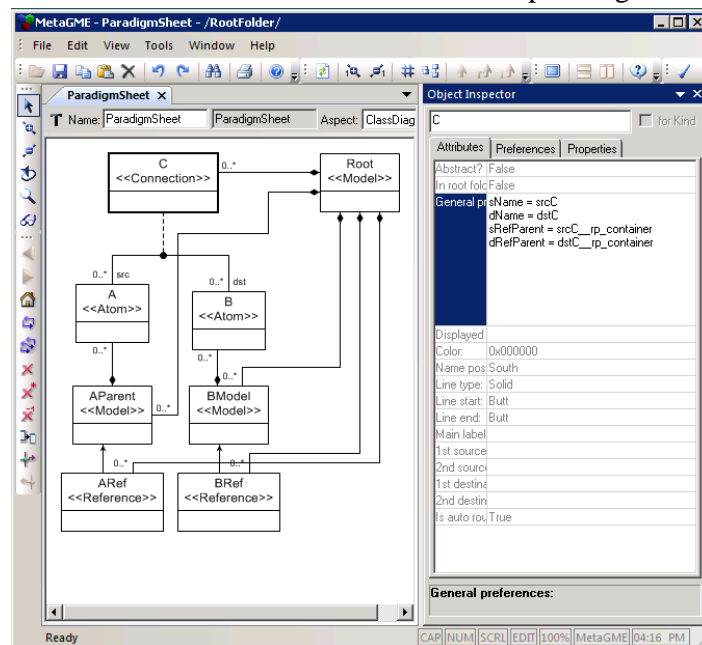 MetaGME - ParadigmSheet - /RootFolder/
File Edit View Tools Window Help
ParadigmSheet X
Name: ParadigmSheet ParadigmSheet Aspect: ClassDiag
C
<<Connection>>
0..*
Root
<<Model>>
0..* src
0..* dst
A
<<Atom>>
B
<<Atom>>
0..*
0..*
AParent
<<Model>>
0..*
BModel
<<Model>>
0..*
0..*
ARef
<<Reference>>
BRef
<<Reference>>
Object Inspector
C
for Kind
Attributes Preferences Properties
Abstract? False
In root fold False
General pr sName = srcC
dName = dstC
sRefParent = srcC__rp_container
dRefParent = dstC__rp_container
Displayed
Color: 0x000000
Name pos South
Line type: Solid
Line start: Butt
Line end: Butt
Main label
1st source
2nd source
1st destina
2nd destin
Is auto rou True
General preferences:
Ready
CAP NUM SCRL EDIT 100% MetaGME 04:16 PM